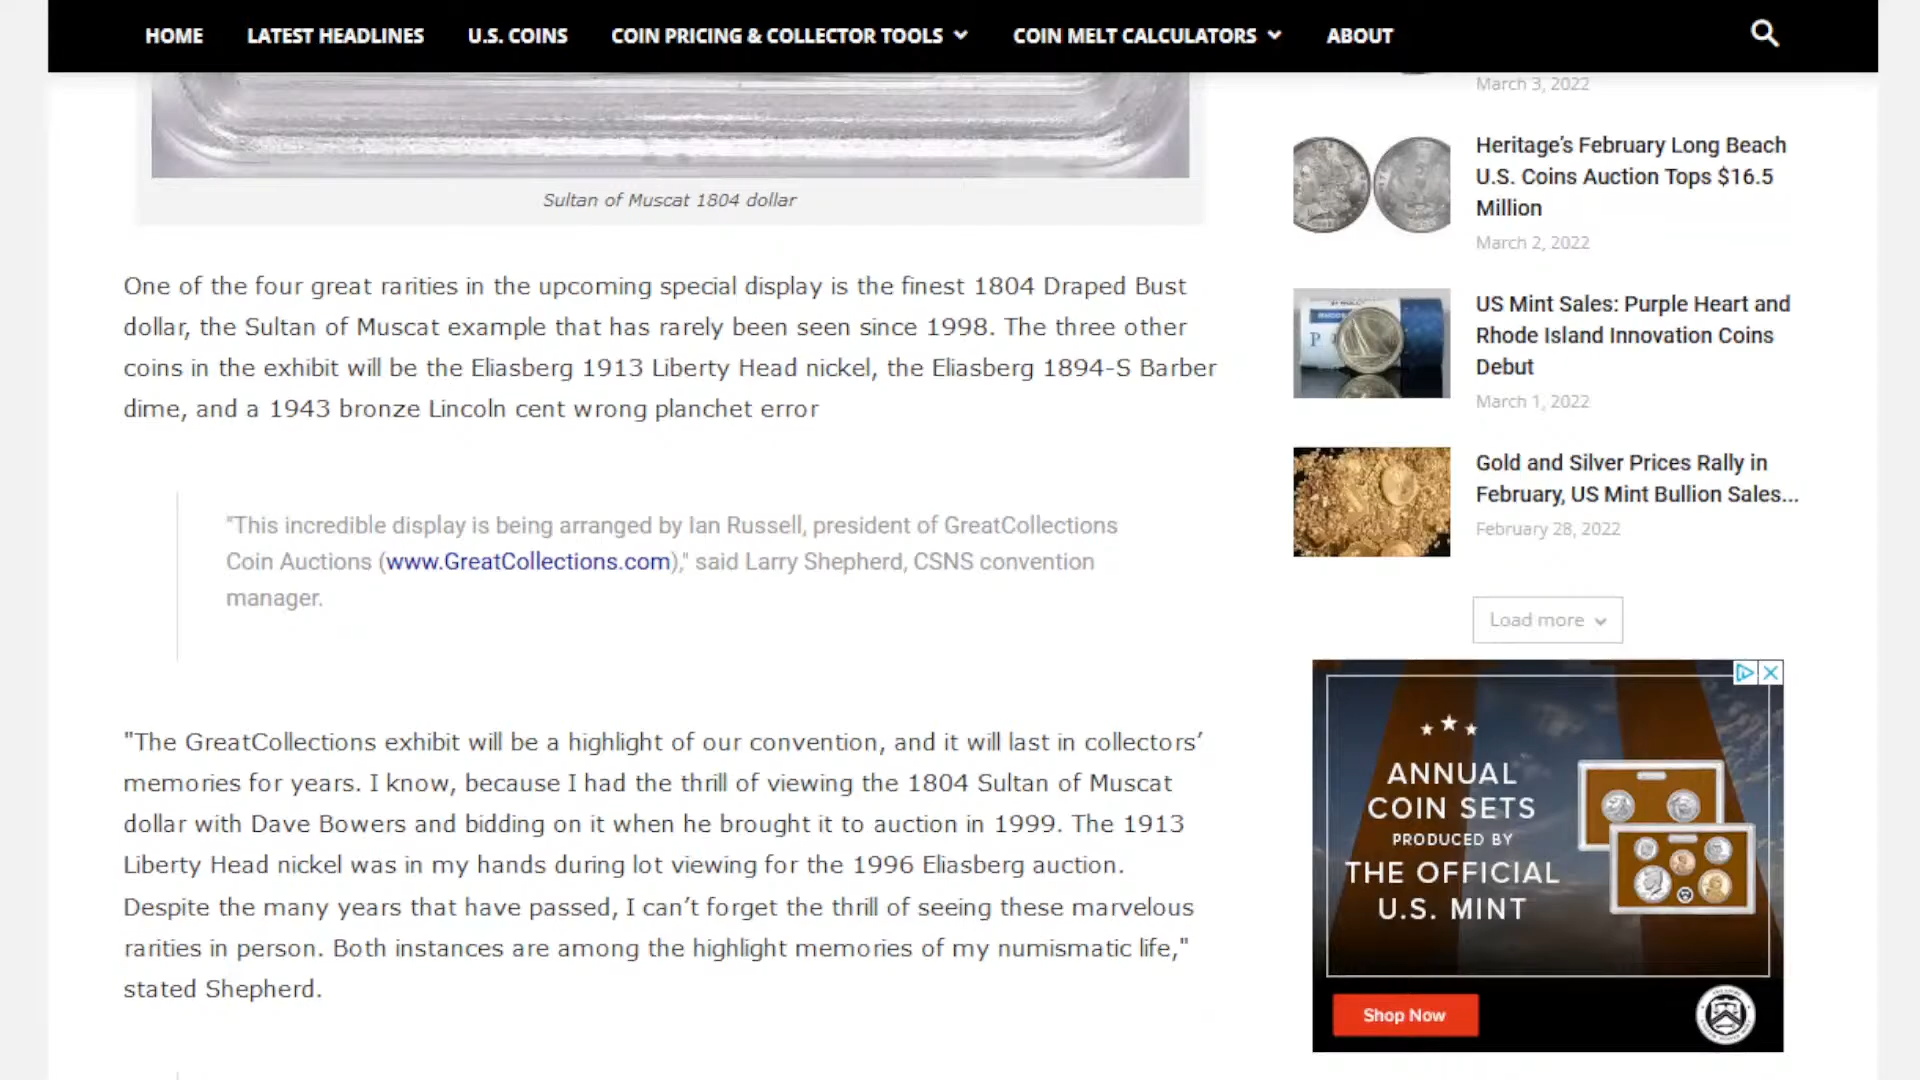 HOME LATEST HEADLINES U.S. COINS COIN PRICING & COLLECTOR TOOLS COIN MELT CALCULATORS ABOUT
Sultan of Muscat 1804 dollar
One of the four great rarities in the upcoming special display is the finest 1804 Draped Bust
dollar, the Sultan of Muscat example that has rarely been seen since 1998. The three other
coins in the exhibit will be the Eliasberg 1913 Liberty Head nickel, the Eliasberg 1894-S Barber
dime, and a 1943 bronze Lincoln cent wrong planchet error
"This incredible display is being arranged by Ian Russell, president of GreatCollections
Coin Auctions (www.GreatCollections.com)," said Larry Shepherd, CSNS convention
manager.
"The GreatCollections exhibit will be a highlight of our convention, and it will last in collectors’
memories for years. I know, because I had the thrill of viewing the 1804 Sultan of Muscat
dollar with Dave Bowers and bidding on it when he brought it to auction in 1999. The 1913
Liberty Head nickel was in my hands during lot viewing for the 1996 Eliasberg auction.
Despite the many years that have passed, I can’t forget the thrill of seeing these marvelous
rarities in person. Both instances are among the highlight memories of my numismatic life,"
stated Shepherd.
March 3, 2022
Heritage’s February Long Beach
U.S. Coins Auction Tops $16.5
Million
March 2, 2022
US Mint Sales: Purple Heart and
Rhode Island Innovation Coins
Debut
March 1, 2022
Gold and Silver Prices Rally in
February, US Mint Bullion Sales...
February 28, 2022
Load more
ANNUAL
COIN SETS
PRODUCED BY
THE OFFICIAL
U.S. MINT
Shop Now